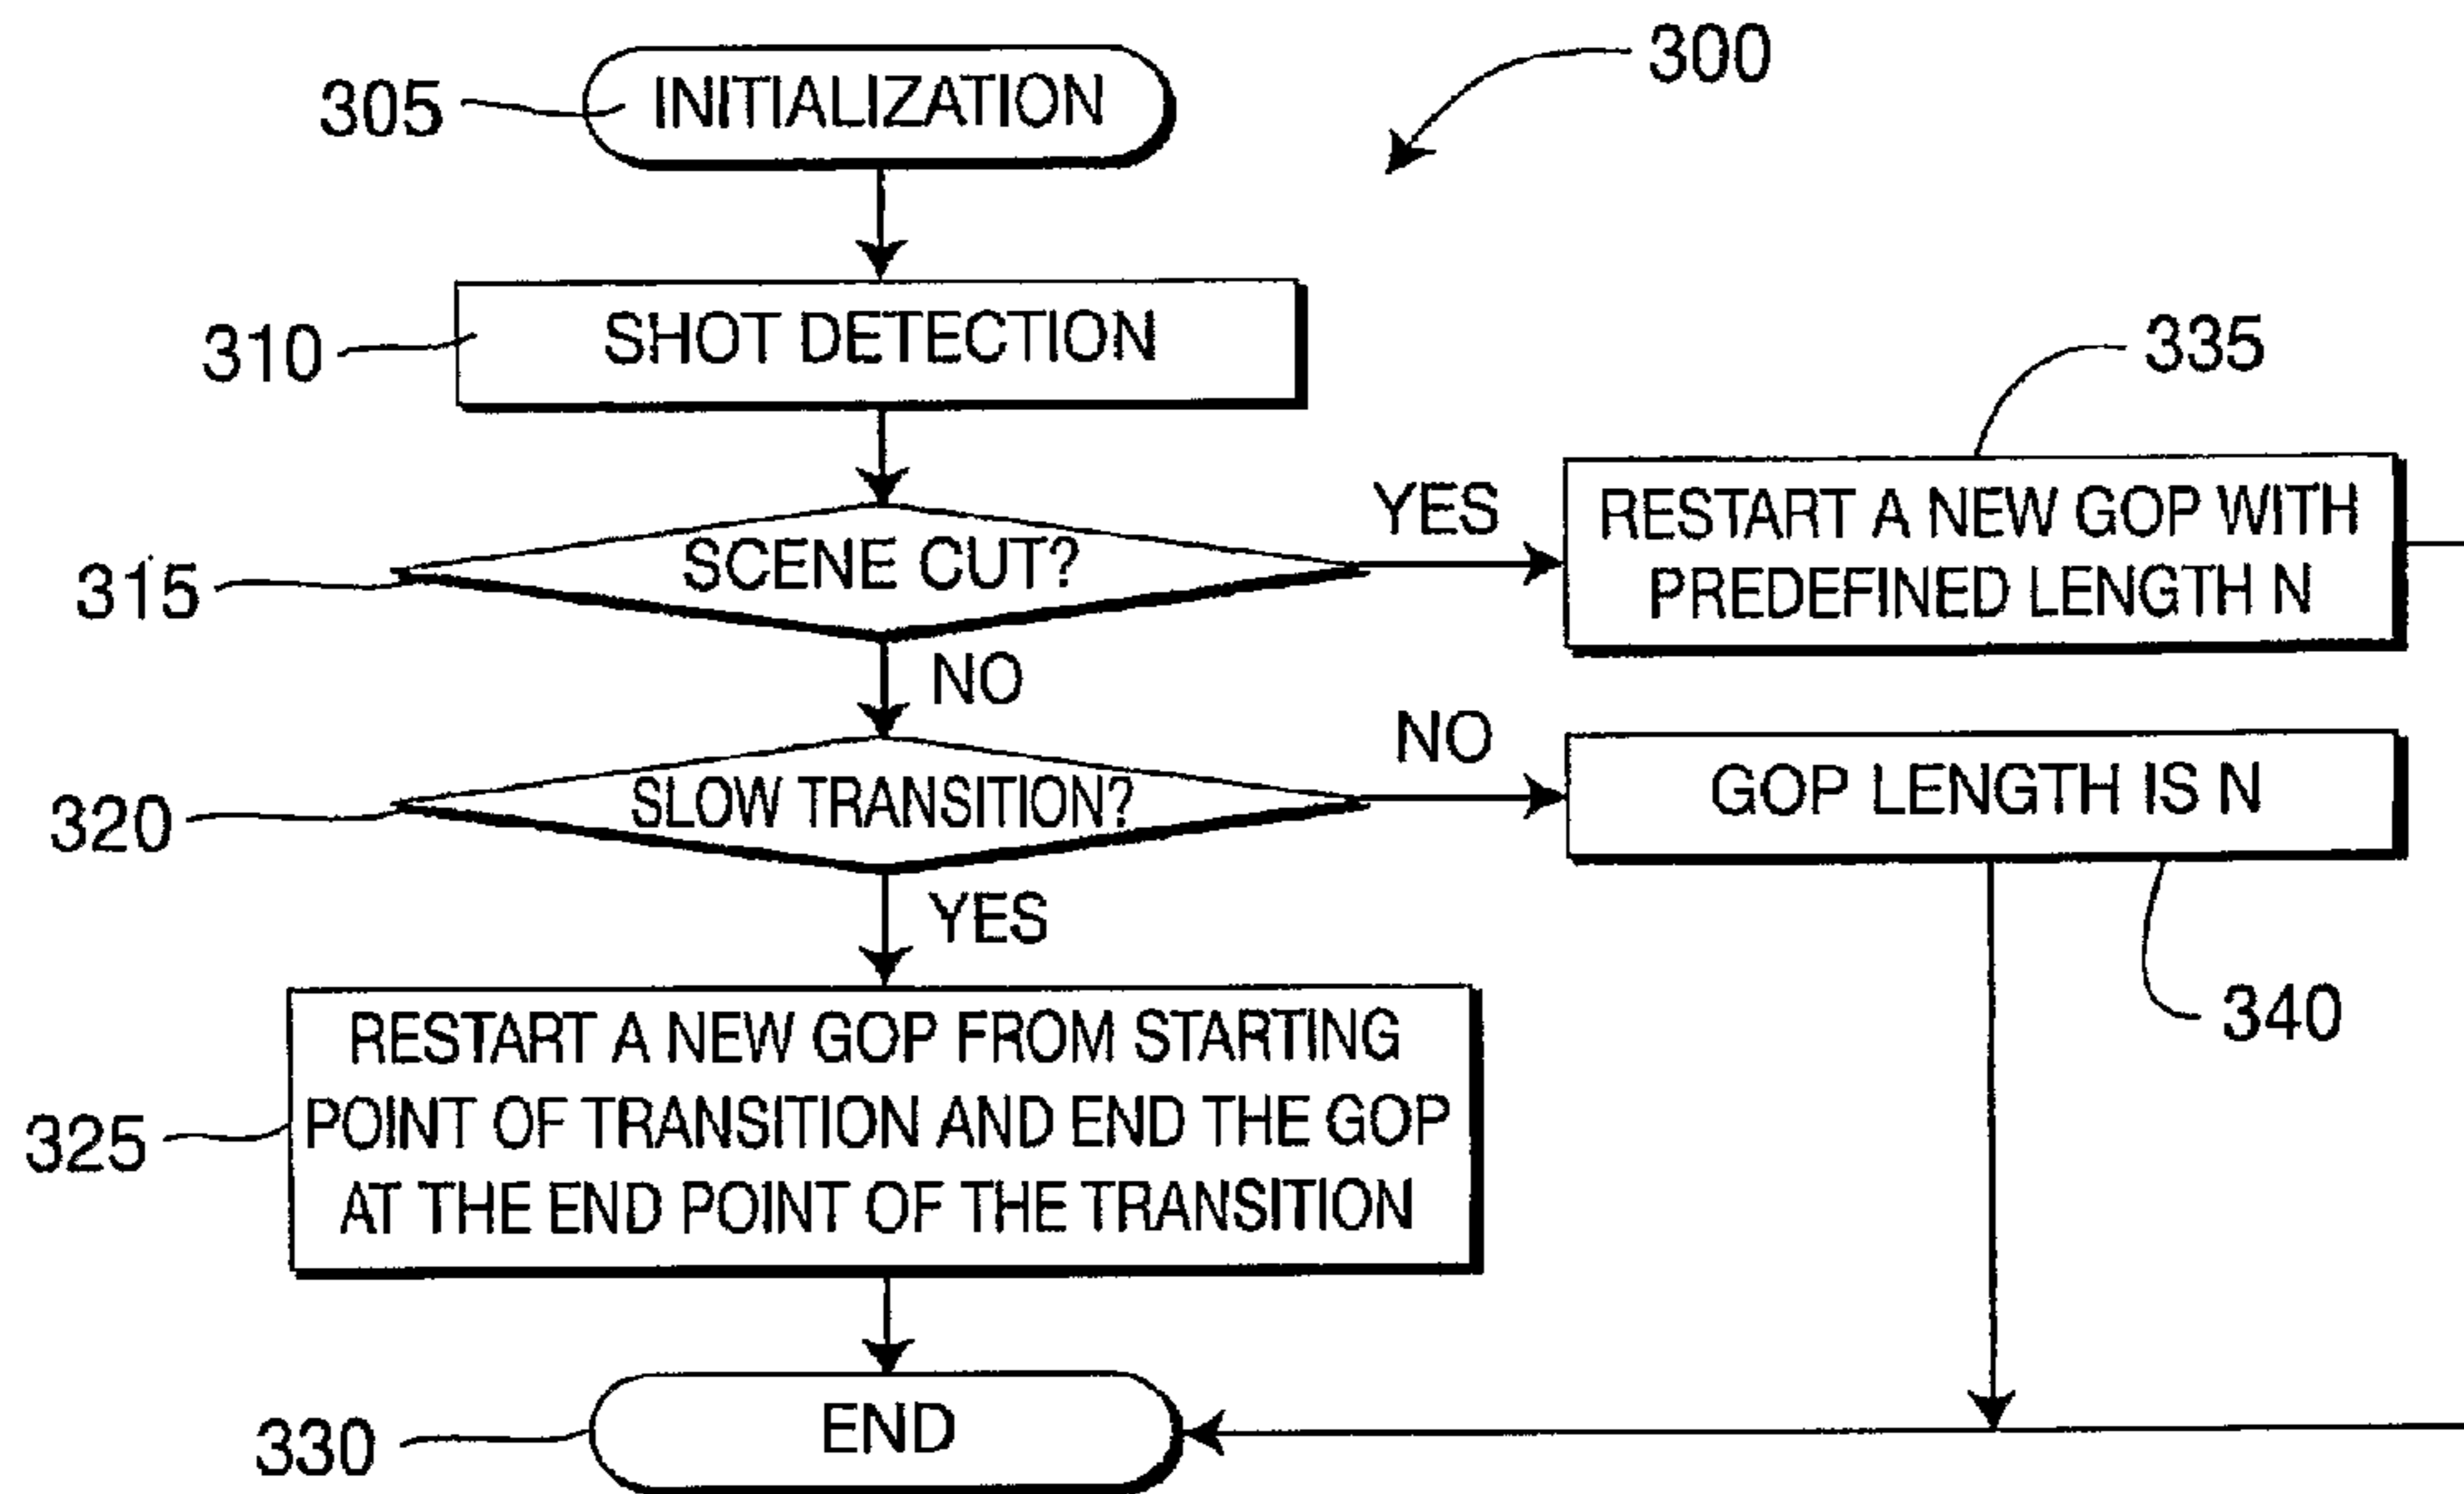 300
305
INITIALIZATION
310
SHOT DETECTION
315
SCENE CUT?
YES
335
RESTART A NEW GOP WITH
PREDEFINED LENGTH N
NO
320
SLOW TRANSITION?
NO
GOP LENGTH IS N
340
YES
325
RESTART A NEW GOP FROM STARTING
POINT OF TRANSITION AND END THE GOP
AT THE END POINT OF THE TRANSITION
330
END